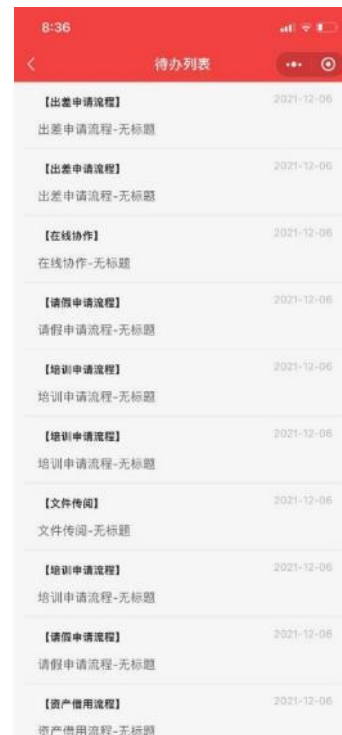 8:36
待办列表
【出差申请流程】 2021-12-06
出差申请流程-无标题
【出差申请流程】 2021-12-06
出差申请流程-无标题
【在线协作】 2021-12-06
在线协作-无标题
【请假申请流程】 2021-12-06
请假申请流程-无标题
【培训申请流程】 2021-12-06
培训申请流程-无标题
【培训申请流程】 2021-12-06
培训申请流程-无标题
【文件传阅】 2021-12-06
文件传阅-无标题
【培训申请流程】 2021-12-06
培训申请流程-无标题
【请假申请流程】 2021-12-06
请假申请流程-无标题
【资产借用流程】 2021-12-06
资产借用流程-无标题